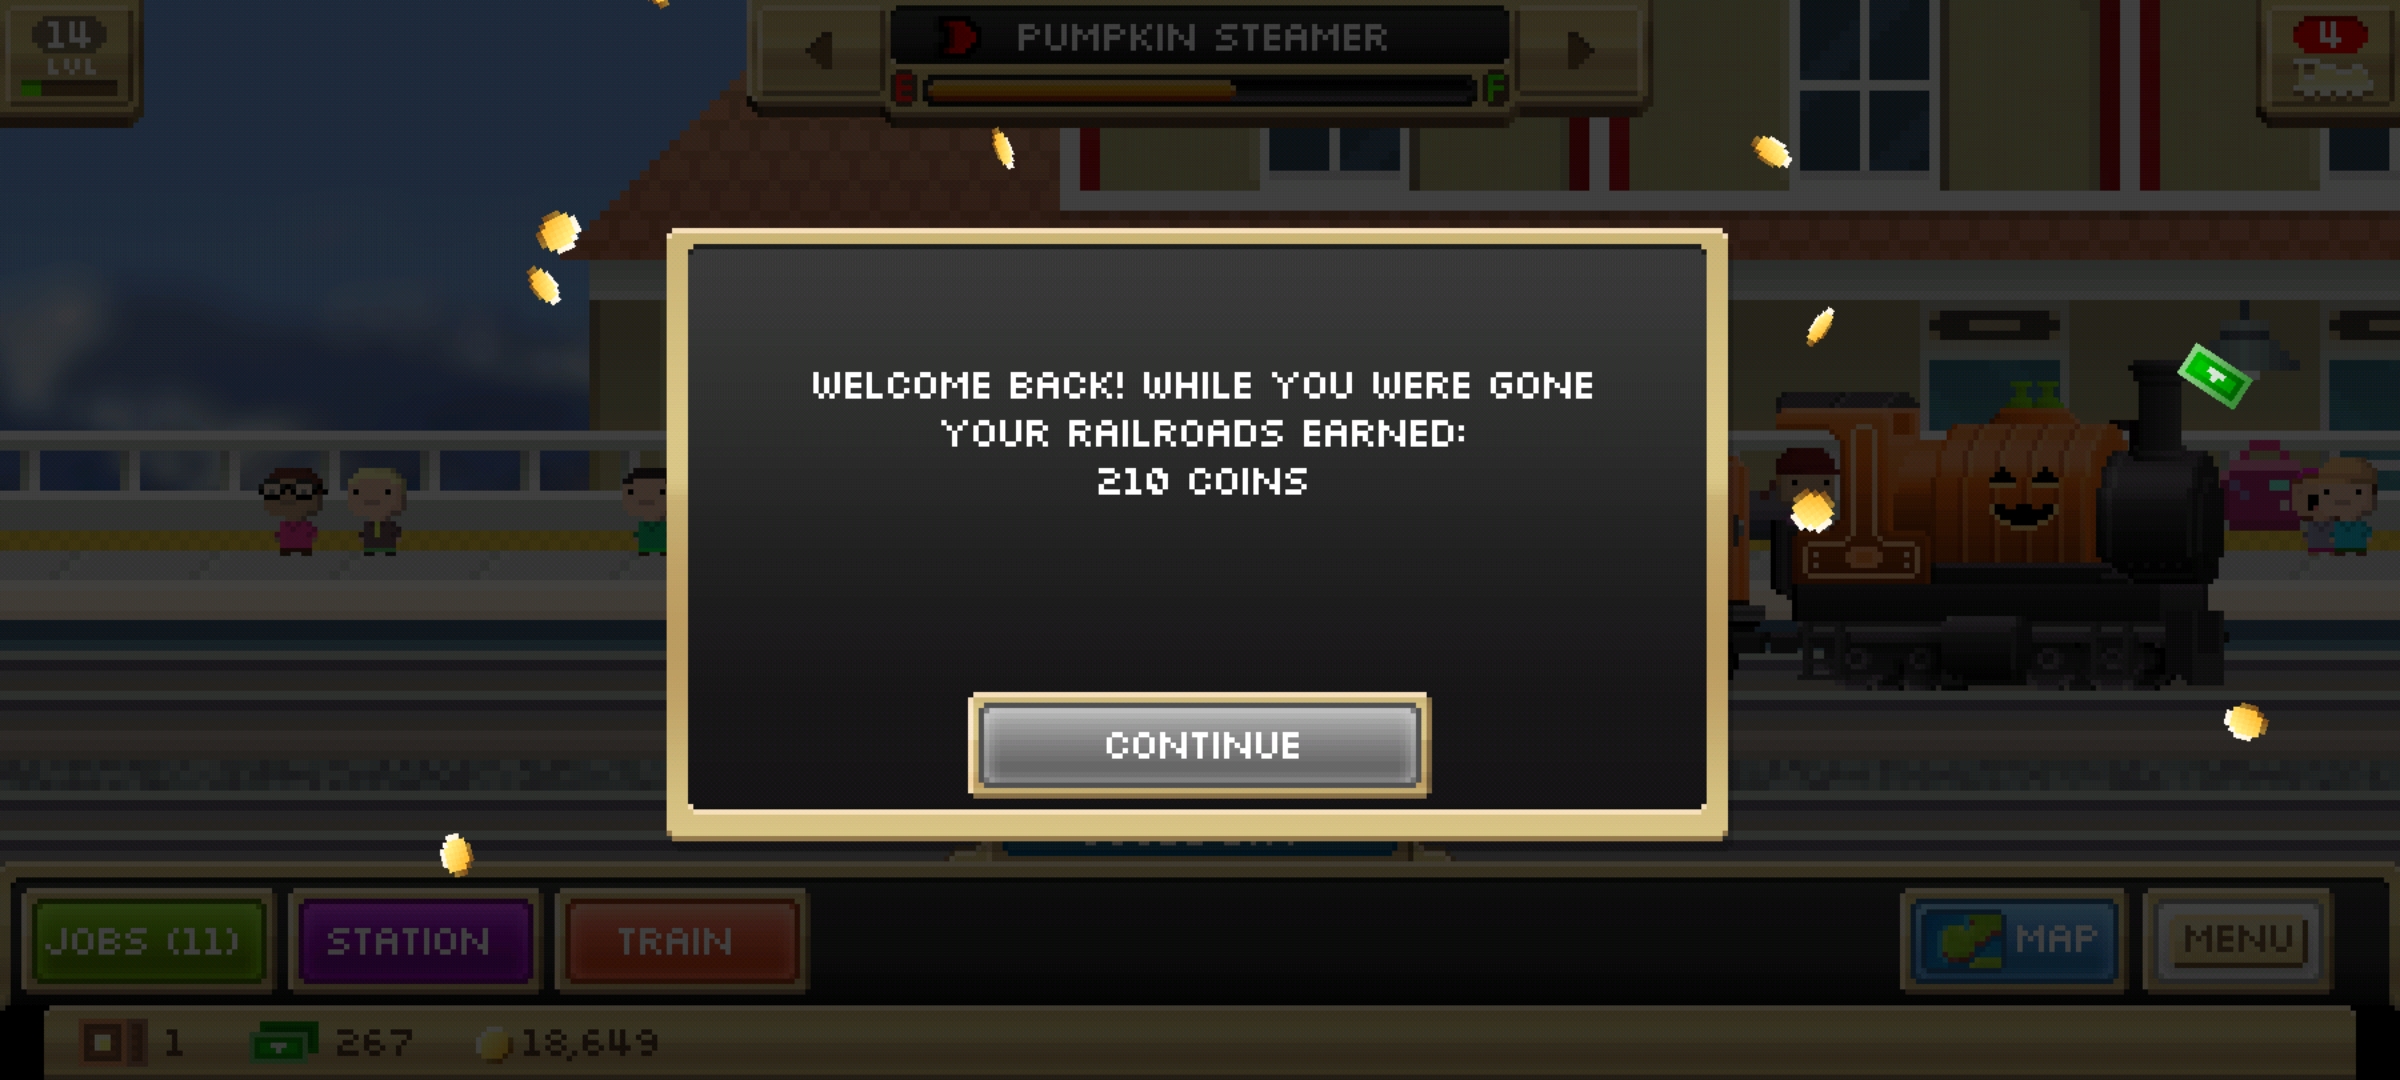 14
LVL
PUMPKIN STEAMER
E
F
4
WELCOME BACK! WHILE YOU WERE GONE
YOUR RAILROADS EARNED:
210 COINS
CONTINUE
JOBS (11)
STATION
TRAIN
MAP
MENU
1
267
18,649